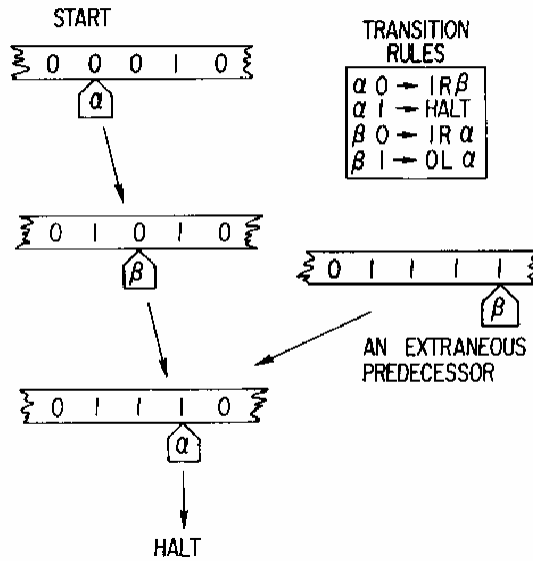 START
0 0 0 1 0
α
TRANSITION
RULES
α 0 → 1 R β
α 1 → HALT
β 0 → 1 R α
β 1 → 0 L α
0 1 0 1 0
β
0 1 1 1 1
β
AN EXTRANEOUS
PREDECESSOR
0 1 1 1 0
α
HALT